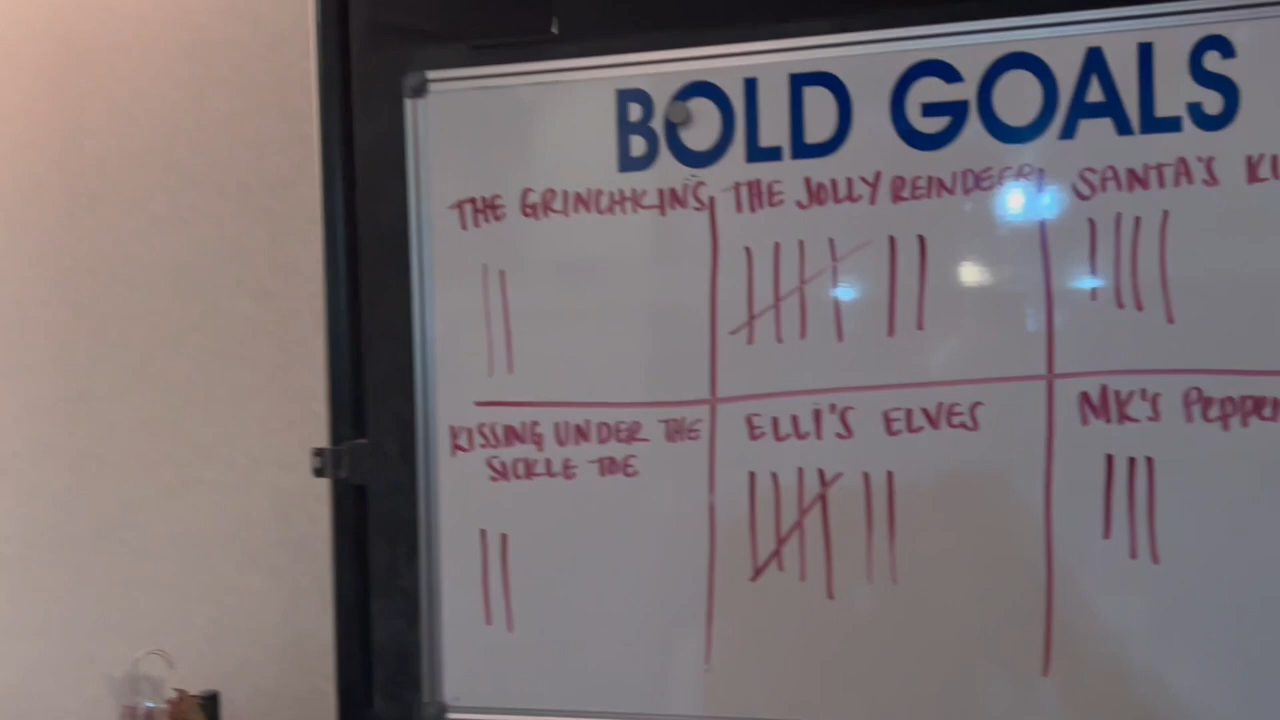 BOLD GOALS
THE GRINCHKINS THE JOLLY REINDEER SANTA'S
KISSING UNDER THE ELLI'S ELVES MK'S
SICKLE TOE